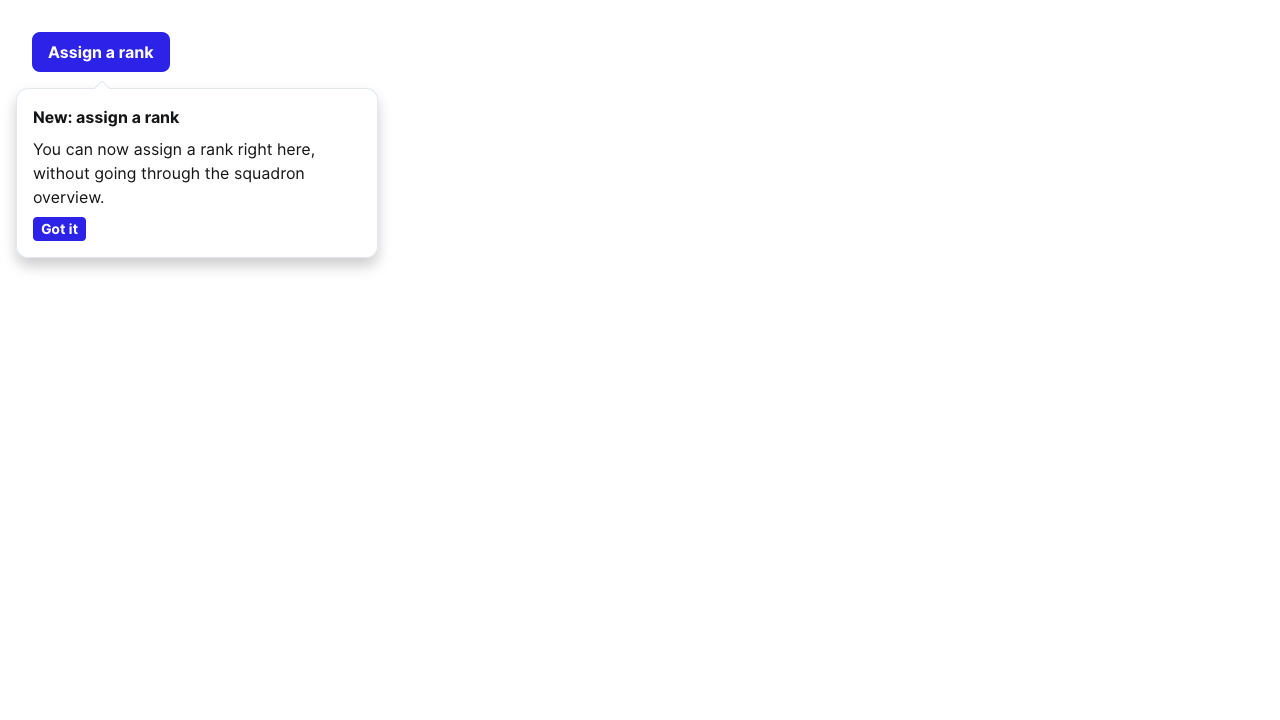 Assign a rank
New: assign a rank
You can now assign a rank right here,
without going through the squadron
overview.
Got it